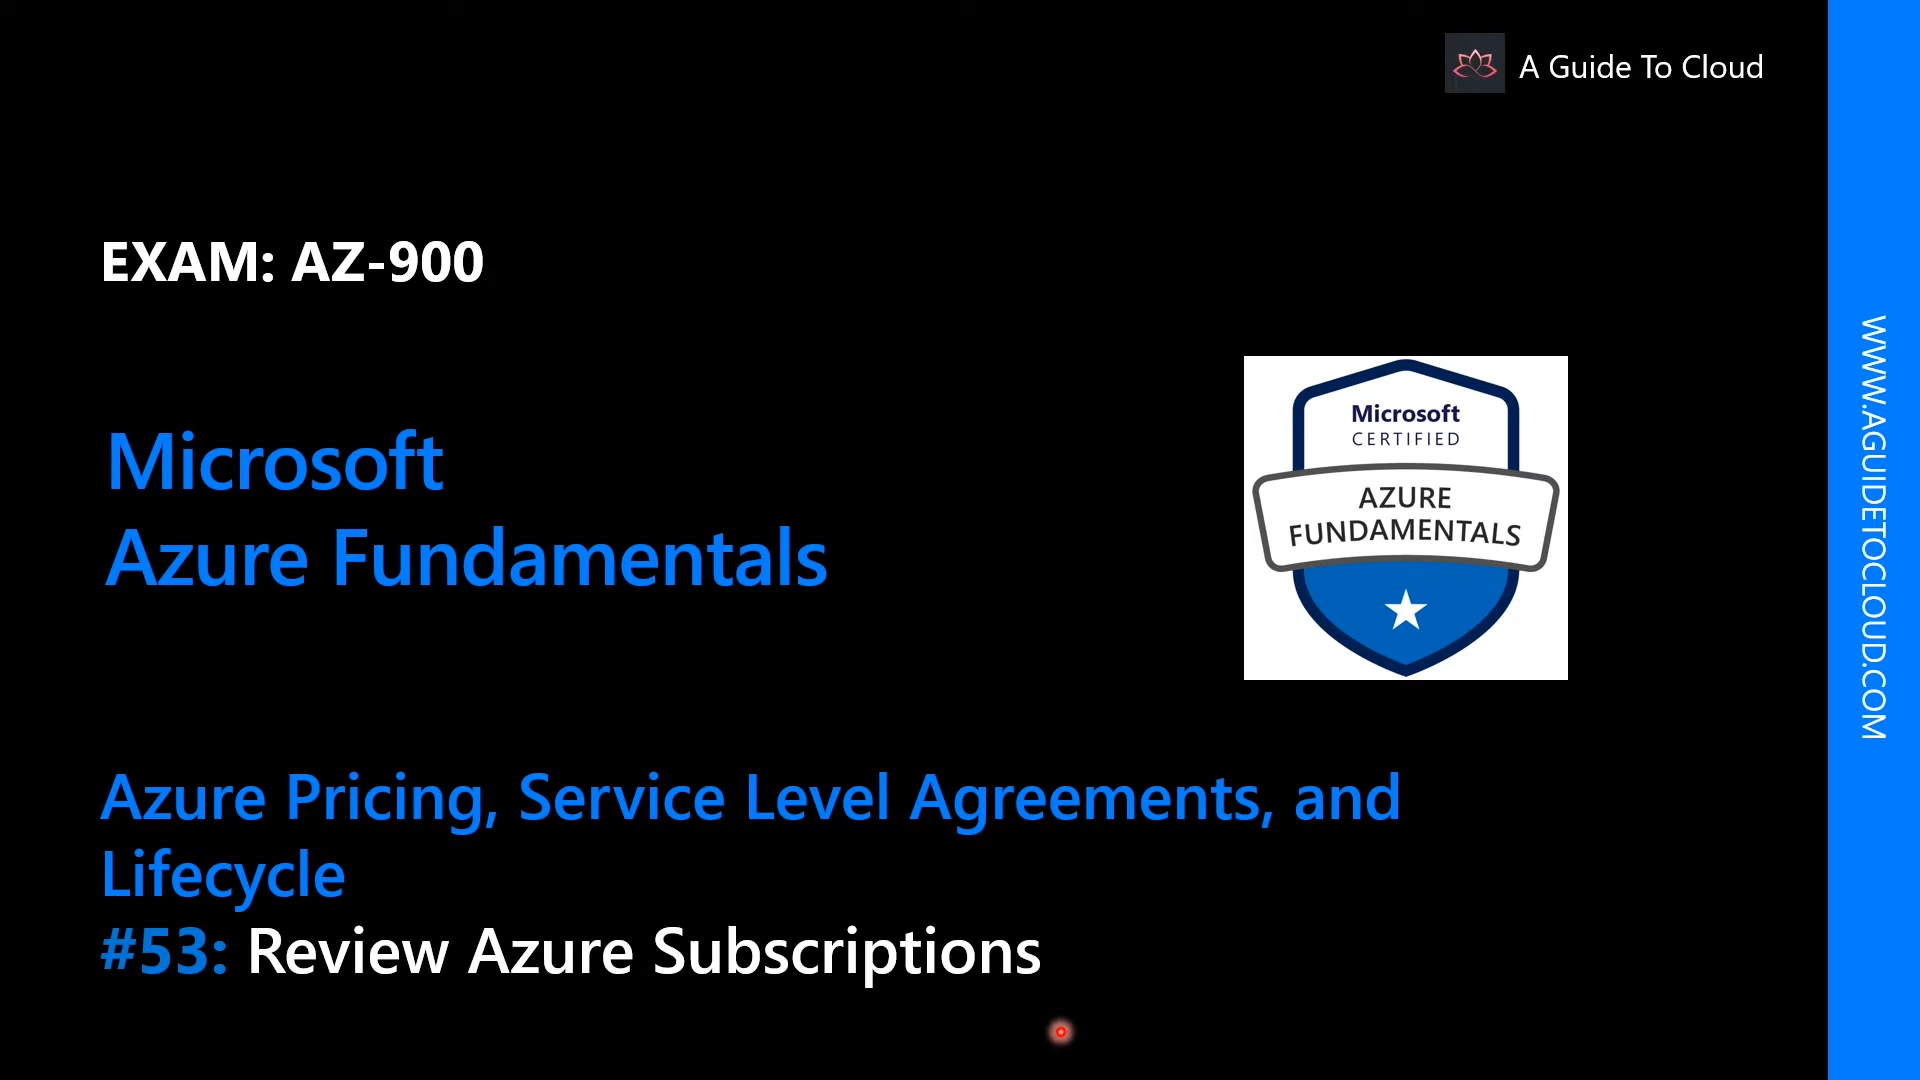 A Guide To Cloud
EXAM: AZ-900
Microsoft
Azure Fundamentals
Microsoft
CERTIFIED
AZURE
FUNDAMENTALS
Azure Pricing, Service Level Agreements, and
Lifecycle
#53: Review Azure Subscriptions
WWW.AGUIDETOCLOUD.COM